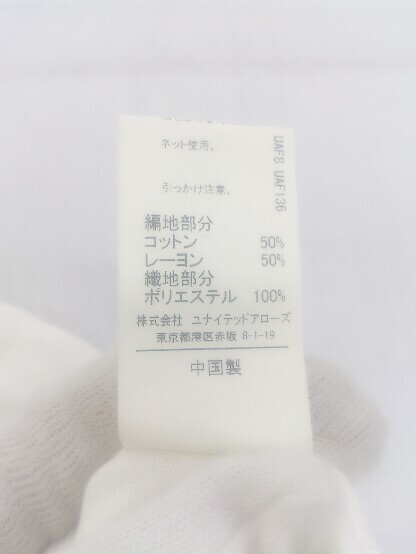 ネット使用。
引っかけ注意。
UAF8 UAF136
編地部分
コットン 50%
レーヨン 50%
織地部分
ポリエステル 100%
株式会社 ユナイテッドアローズ
東京都港区赤坂 8-1-19
中国製